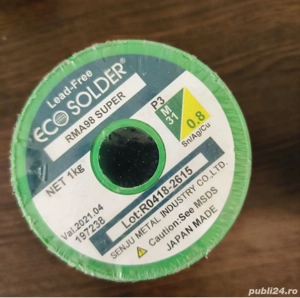 Lead-Free
ECO SOLDER®
RMA98 SUPER
P3
M
31
0.8
Sn/Ag/Cu
NET 1kg
Val.2021.04
197238
Lot:R0418-2615
SENJU METAL INDUSTRY CO.,LTD.
Caution:See MSDS
JAPAN MADE
publi24.ro